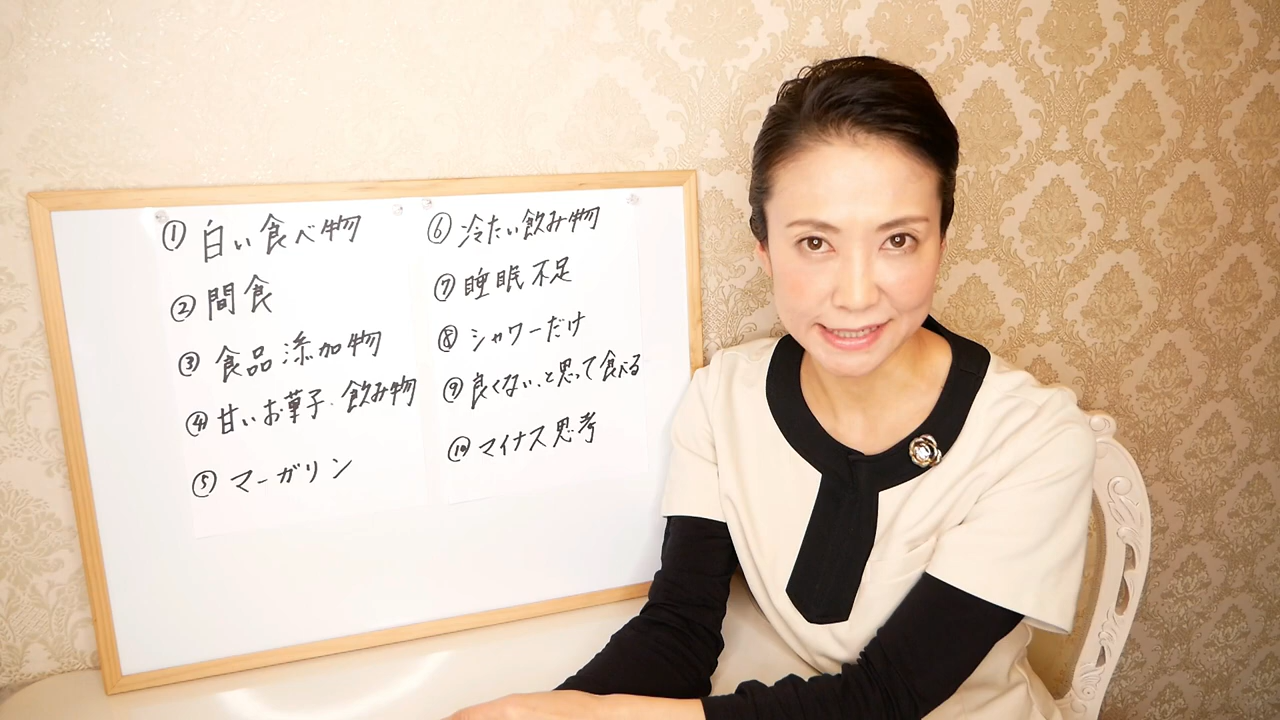 ① 白い食べ物
② 間食
③ 食品添加物
④ 甘いお菓子、飲み物
⑤ マーガリン
⑥ 冷たい飲み物
⑦ 睡眠不足
⑧ シャワーだけ
⑨ 良くない、と思って食べる
⑩ マイナス思考